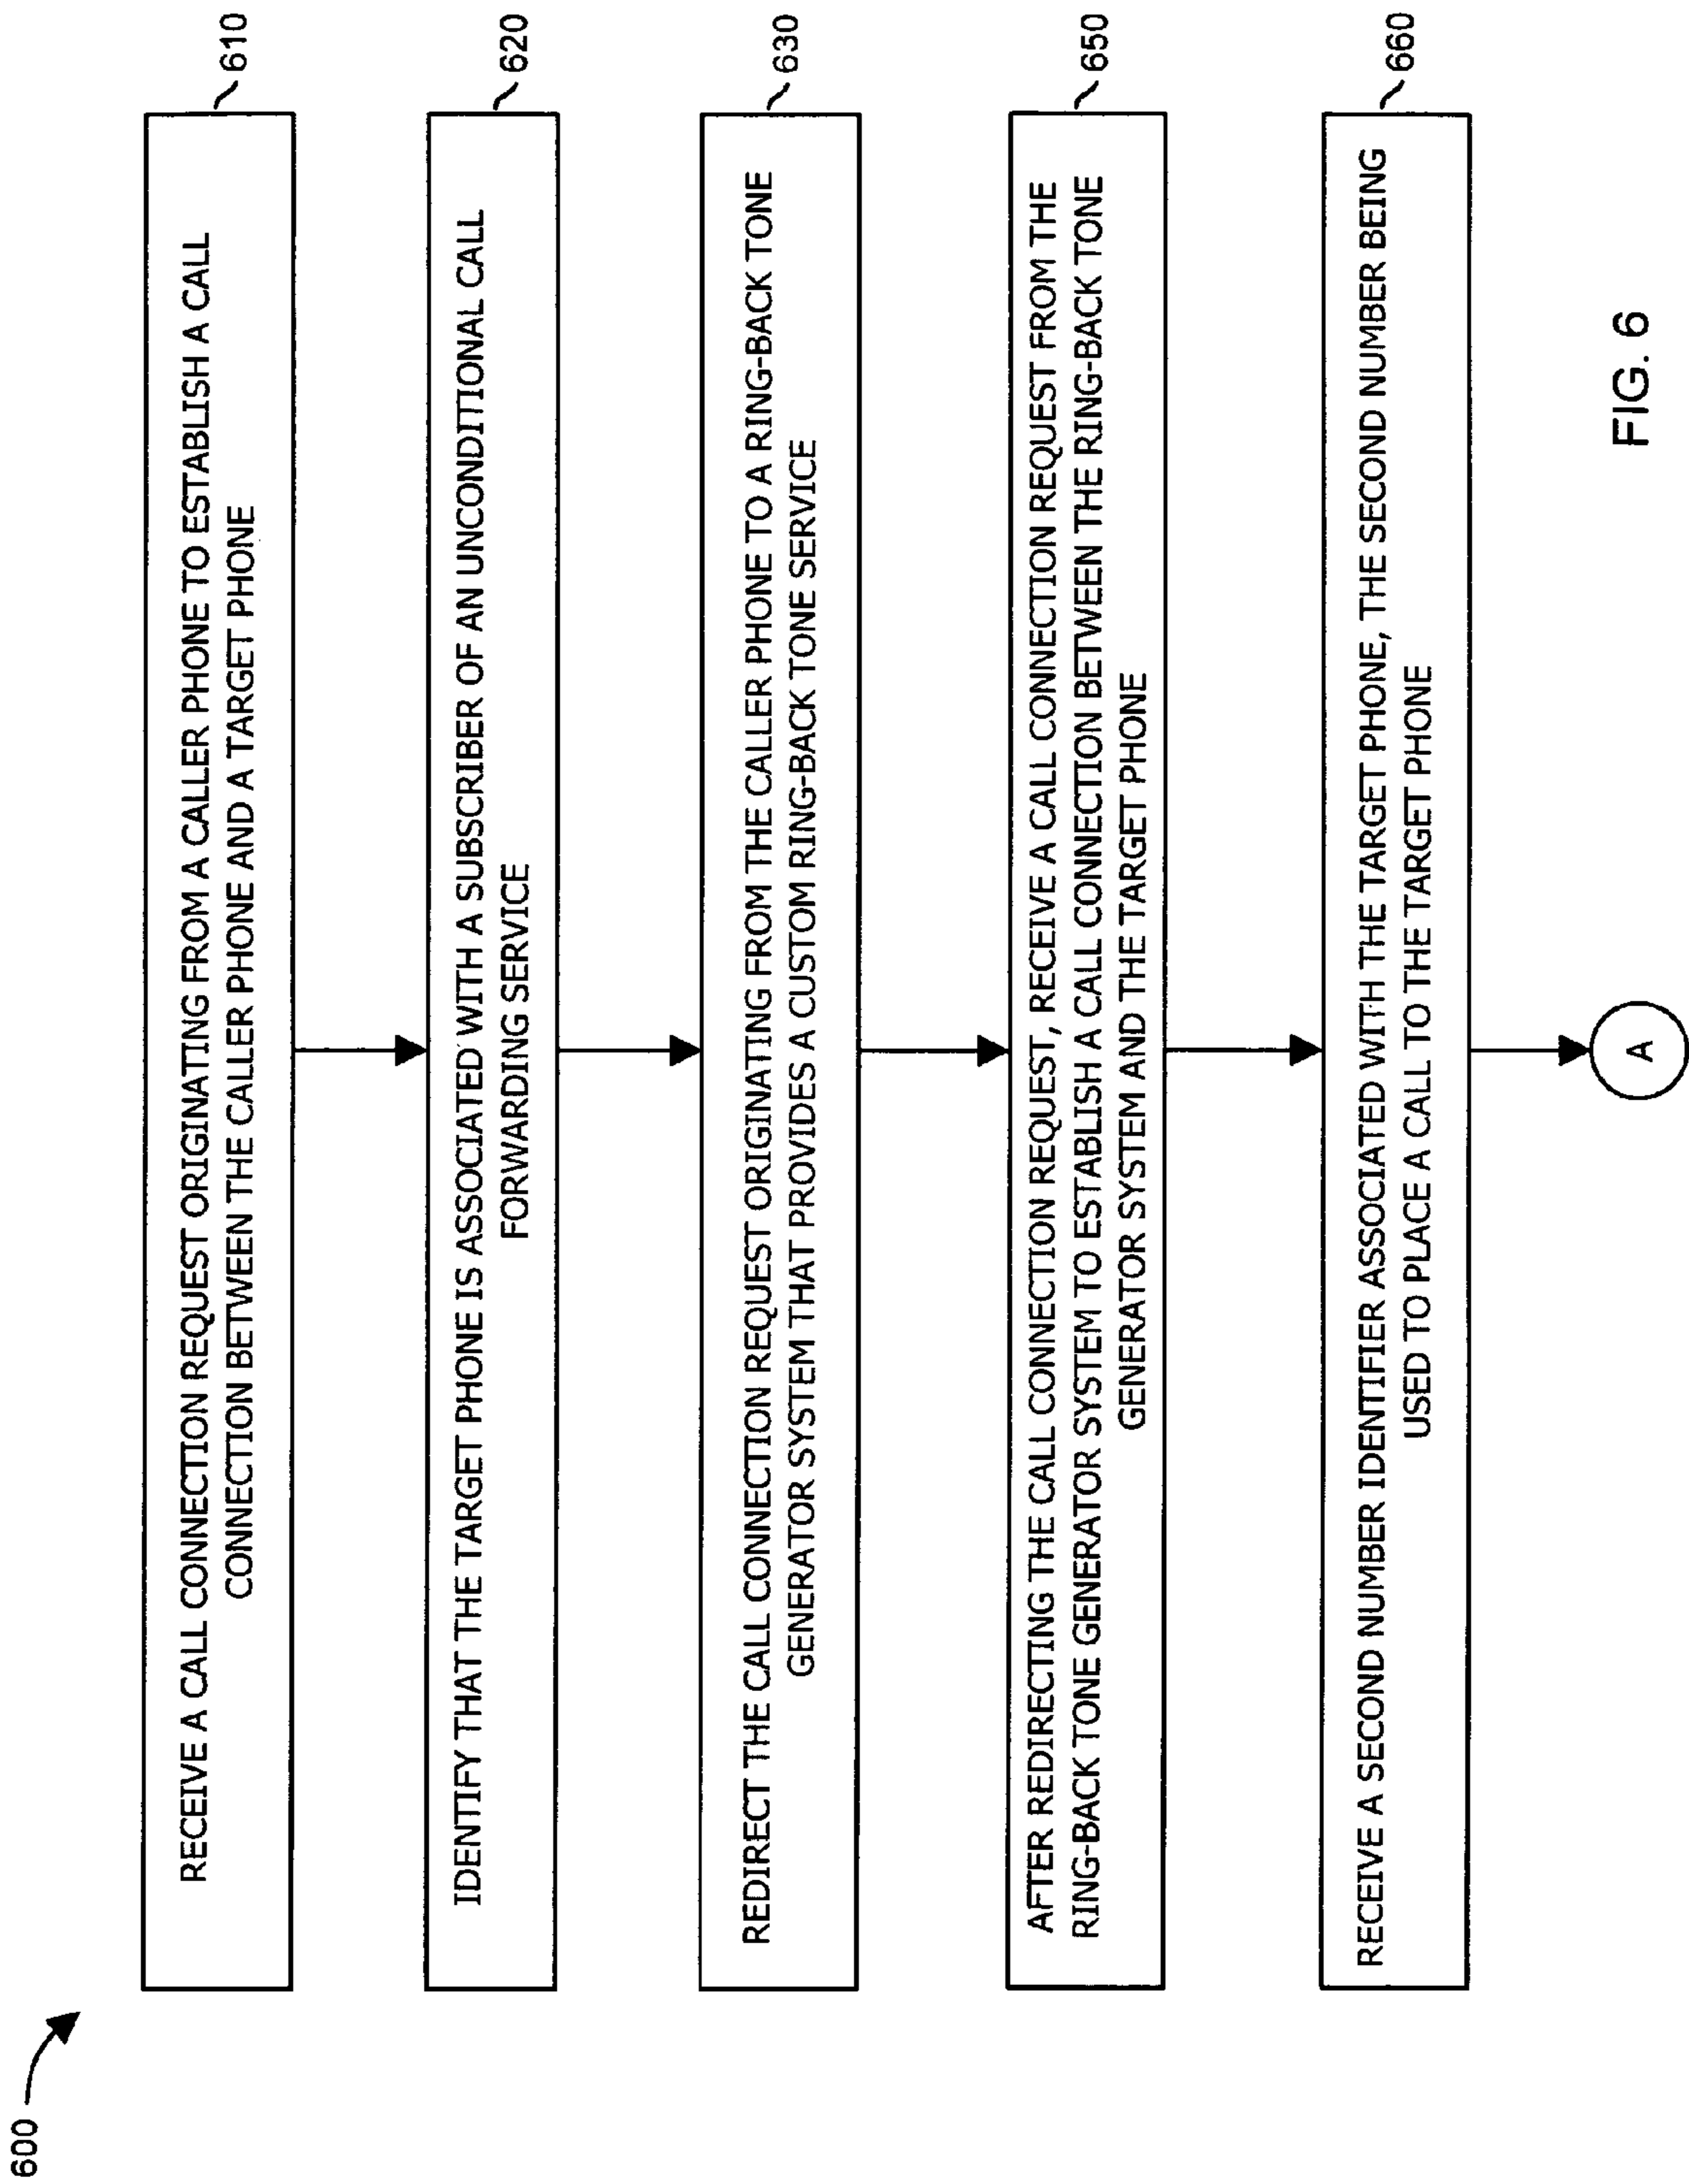 600
RECEIVE A CALL CONNECTION REQUEST ORIGINATING FROM A CALLER PHONE TO ESTABLISH A CALL
CONNECTION BETWEEN THE CALLER PHONE AND A TARGET PHONE
610
IDENTIFY THAT THE TARGET PHONE IS ASSOCIATED WITH A SUBSCRIBER OF AN UNCONDITIONAL CALL
FORWARDING SERVICE
620
REDIRECT THE CALL CONNECTION REQUEST ORIGINATING FROM THE CALLER PHONE TO A RING-BACK TONE
GENERATOR SYSTEM THAT PROVIDES A CUSTOM RING-BACK TONE SERVICE
630
AFTER REDIRECTING THE CALL CONNECTION REQUEST, RECEIVE A CALL CONNECTION REQUEST FROM THE
RING-BACK TONE GENERATOR SYSTEM TO ESTABLISH A CALL CONNECTION BETWEEN THE RING-BACK TONE
GENERATOR SYSTEM AND THE TARGET PHONE
650
RECEIVE A SECOND NUMBER IDENTIFIER ASSOCIATED WITH THE TARGET PHONE, THE SECOND NUMBER BEING
USED TO PLACE A CALL TO THE TARGET PHONE
660
A
FIG. 6